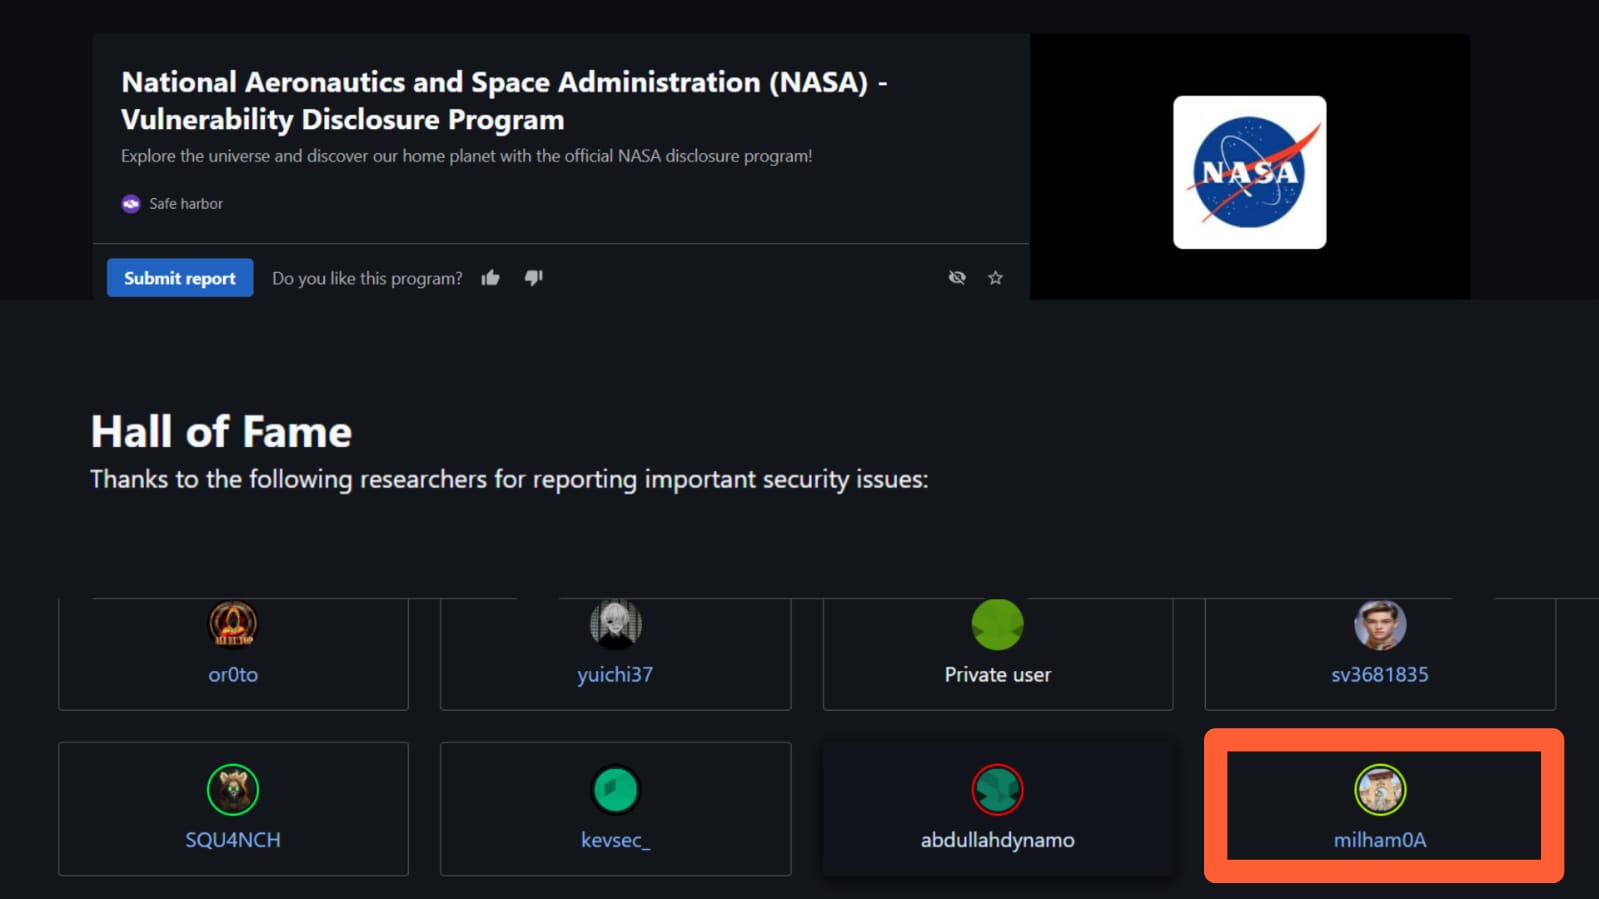 National Aeronautics and Space Administration (NASA) -
Vulnerability Disclosure Program
Explore the universe and discover our home planet with the official NASA disclosure program!
Safe harbor
NASA
Submit report
Do you like this program?
Hall of Fame
Thanks to the following researchers for reporting important security issues:
or0to
yuichi37
Private user
sv3681835
SQU4NCH
kevsec_
abdullahdynamo
milham0A